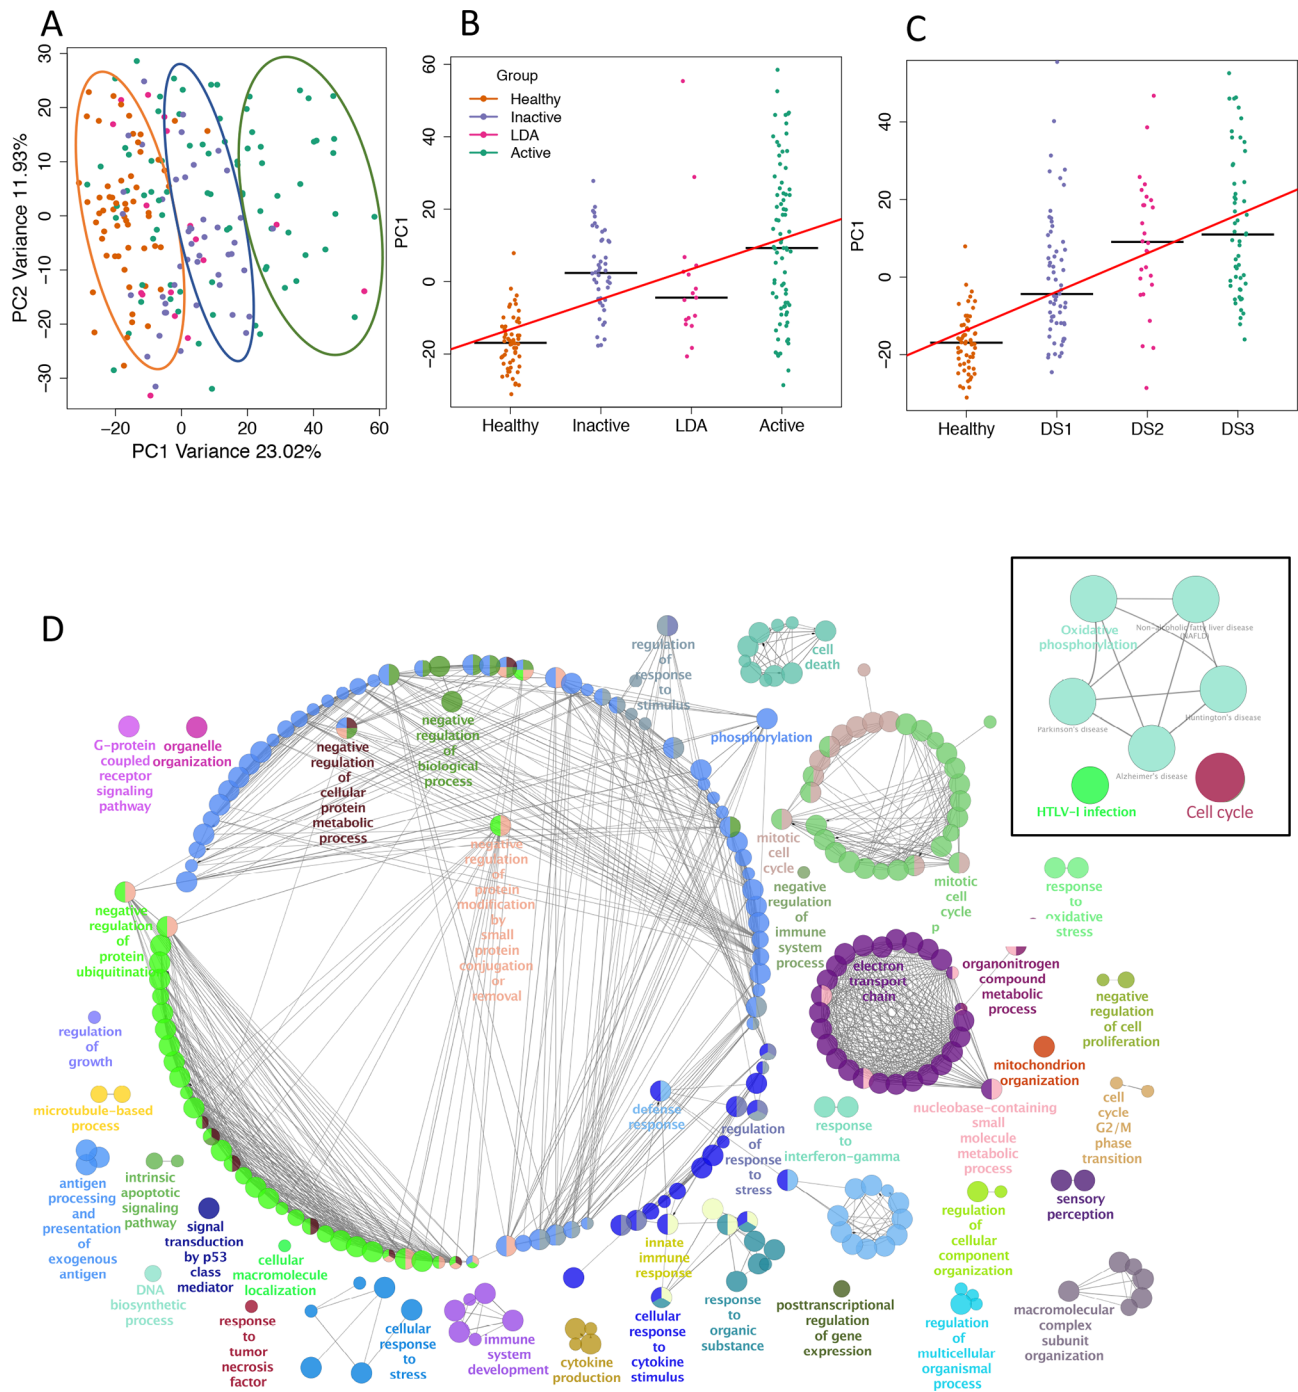 A
30
20
10
0
−10
−20
−30
PC2 Variance 11.93%
−20
0
20
40
60
PC1 Variance 23.02%
B
60
40
20
0
−20
PC1
Group
Healthy
Inactive
LDA
Active
Healthy
Inactive
LDA
Active
C
40
20
0
−20
PC1
Healthy
DS1
DS2
DS3
D
Oxidative
phosphorylation
Non-alcoholic fatty liver disease
(NAFLD)
Parkinson's disease
Huntington's disease
Alzheimer's disease
HTLV-I infection
Cell cycle
regulation
of
response
to
stimulus
cell
death
phosphorylation
G-protein
coupled
receptor
signaling
pathway
organelle
organization
negative
regulation
of
cellular
protein
metabolic
process
negative
regulation
of
biological
process
negative
regulation
of
protein
modification
by
small
protein
conjugation
or
removal
mitotic
cell
cycle
mitotic
cell
cycle
p
negative
regulation
of
immune
system
process
response
to
oxidative
stress
negative
regulation
of
protein
ubiquitinati
electron
transport
chain
organonitrogen
compound
metabolic
process
negative
regulation
of cell
proliferation
regulation
of
growth
mitochondrion
organization
microtubule-based
process
defense
response
regulation
of
response
to
stress
response
to
interferon-gamma
nucleobase-containing
small
molecule
metabolic
process
cell
cycle
G2/M
phase
transition
antigen
processing
and
presentation
of
exogenous
antigen
intrinsic
apoptotic
signaling
pathway
signal
transduction
by p53
class
mediator
cellular
macromolecule
localization
sensory
perception
regulation
of
cellular
component
organization
innate
immune
response
DNA
biosynthetic
process
response
to
tumor
necrosis
factor
cellular
response
to
stress
immune
system
development
cytokine
production
cellular
response to
cytokine
stimulus
response
to
organic
substance
posttranscriptional
regulation
of gene
expression
regulation
of
multicellular
organismal
process
macromolecular
complex
subunit
organization